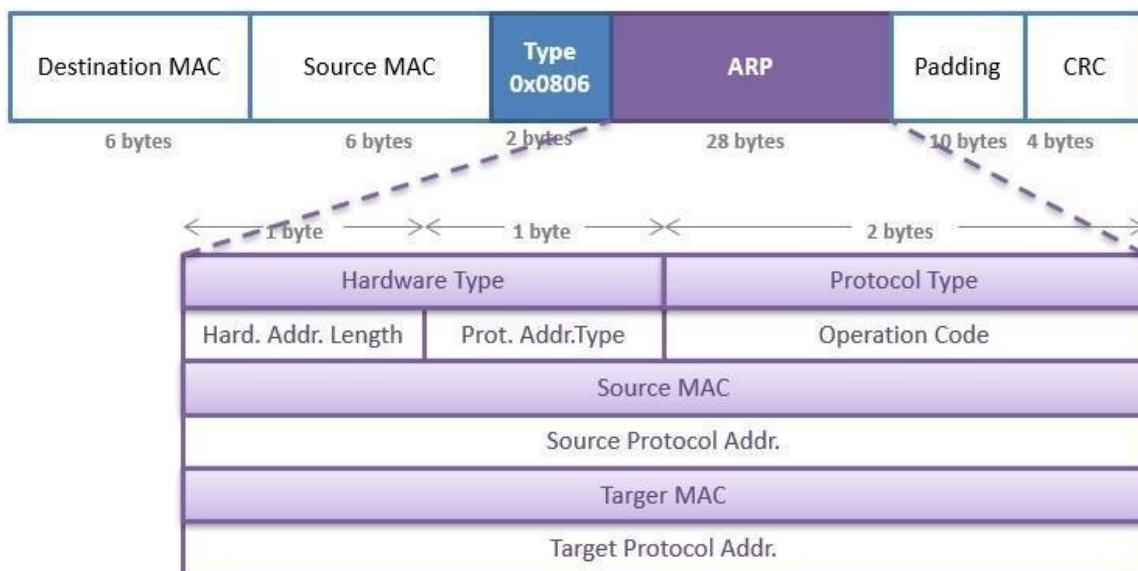 Destination MAC Source MAC Type 0x0806 ARP Padding CRC
6 bytes 6 bytes 2 bytes 28 bytes 10 bytes 4 bytes
1 byte 1 byte 2 bytes
Hardware Type Protocol Type
Hard. Addr. Length Prot. Addr.Type Operation Code
Source MAC
Source Protocol Addr.
Targer MAC
Target Protocol Addr.